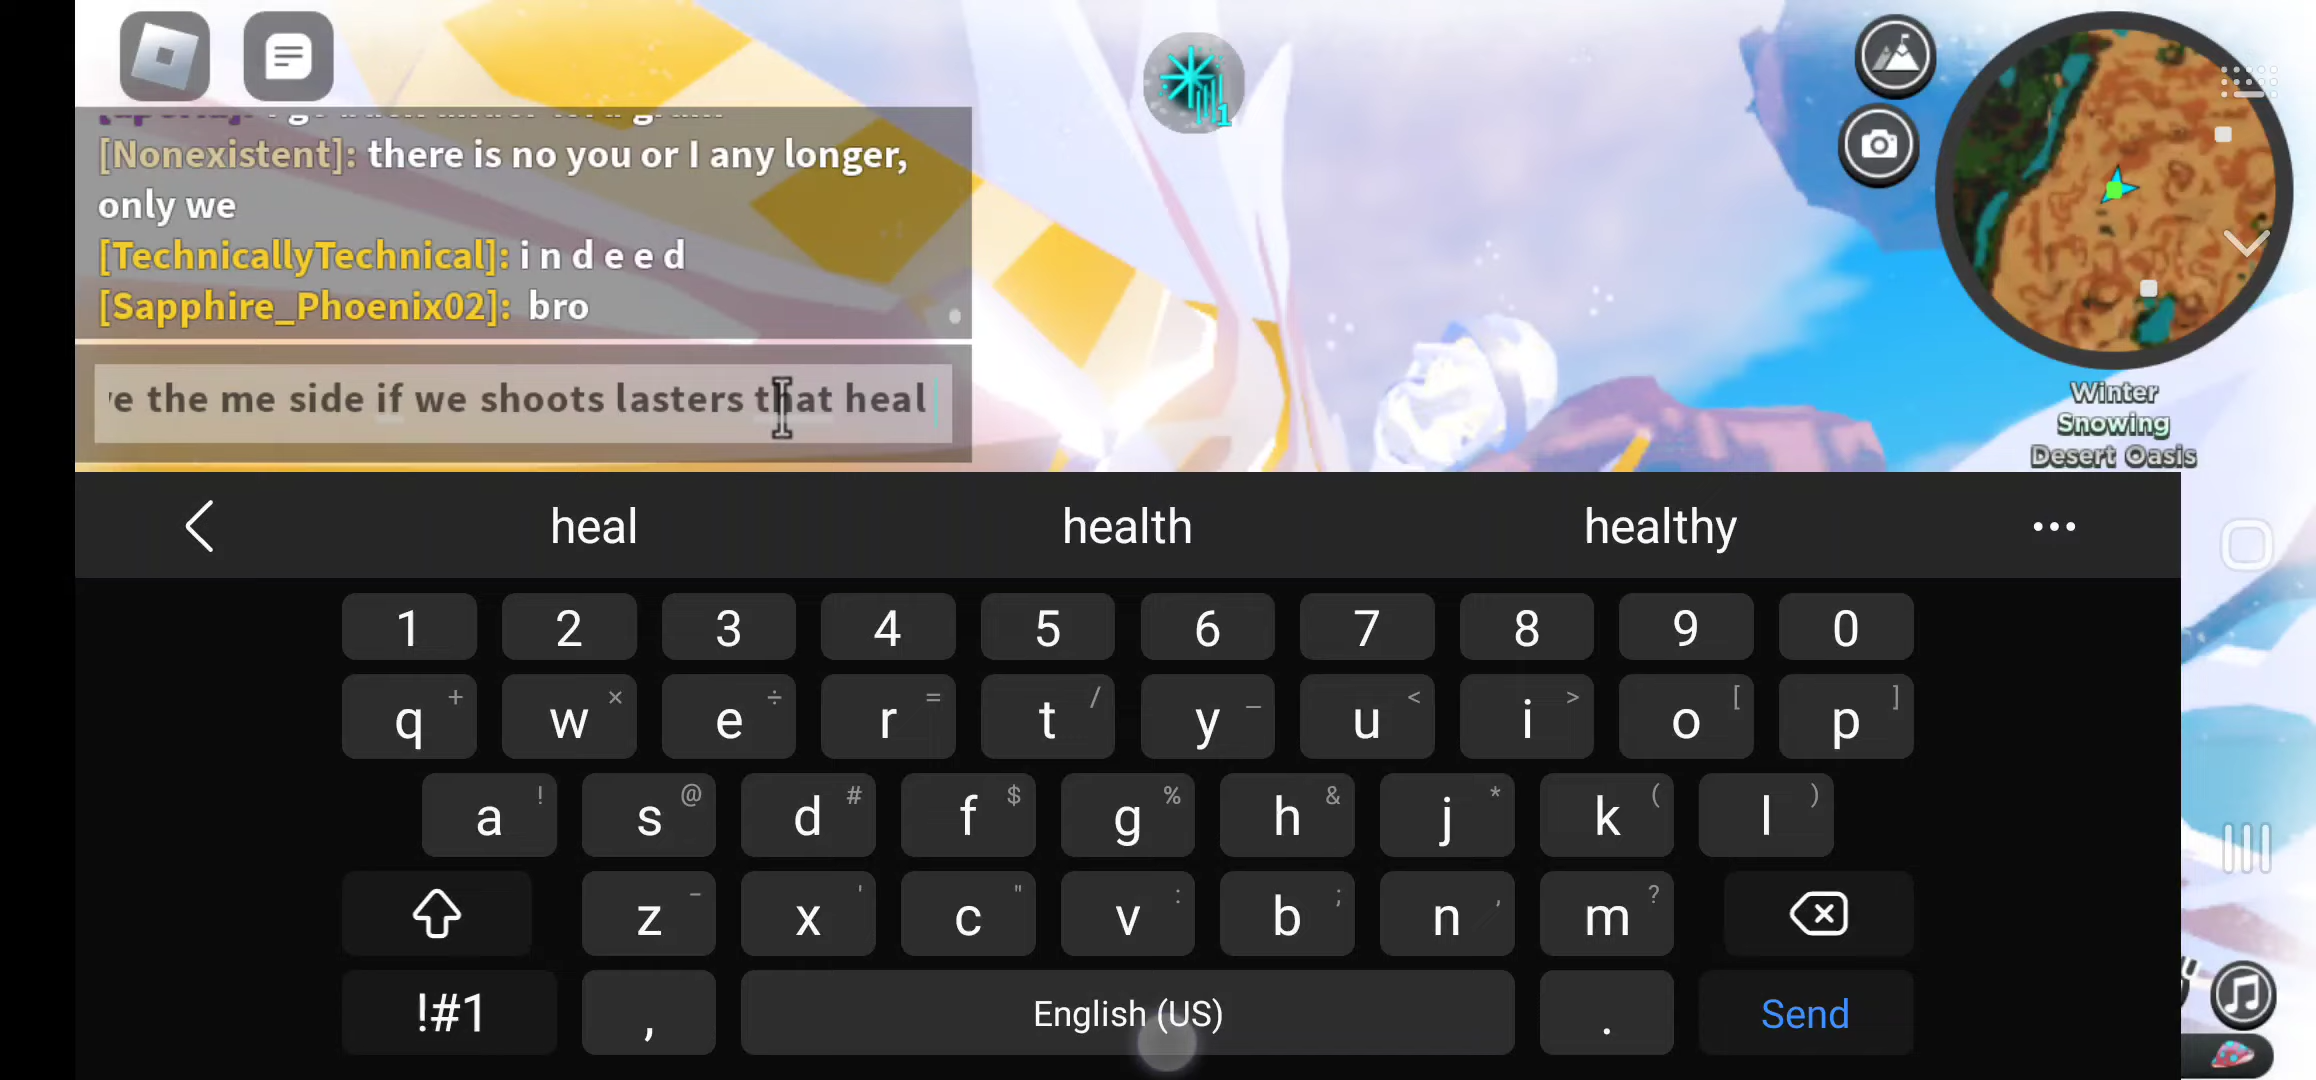 [Nonexistent]: there is no you or I any longer,
only we
[TechnicallyTechnical]: i n d e e d
[Sapphire_Phoenix02]: bro
e the me side if we shoots lasters that heal
1
Winter
Snowing
Desert Oasis
heal health healthy
1 2 3 4 5 6 7 8 9 0
q + w × e ÷ r = t / y _ u < i > o [ p ]
a ! s @ d # f $ g % h & j * k ( l )
z - x ' c " v : b ; n , m ?
!#1 , English (US) . Send